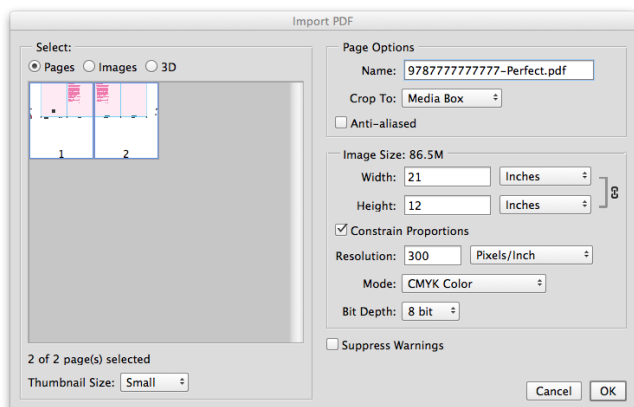 Import PDF
Select:
Pages Images 3D
1 2
2 of 2 page(s) selected
Thumbnail Size: Small
Page Options
Name: 9787777777777-Perfect.pdf
Crop To: Media Box
Anti-aliased
Image Size: 86.5M
Width: 21 Inches
Height: 12 Inches
Constrain Proportions
Resolution: 300 Pixels/Inch
Mode: CMYK Color
Bit Depth: 8 bit
Suppress Warnings
Cancel OK